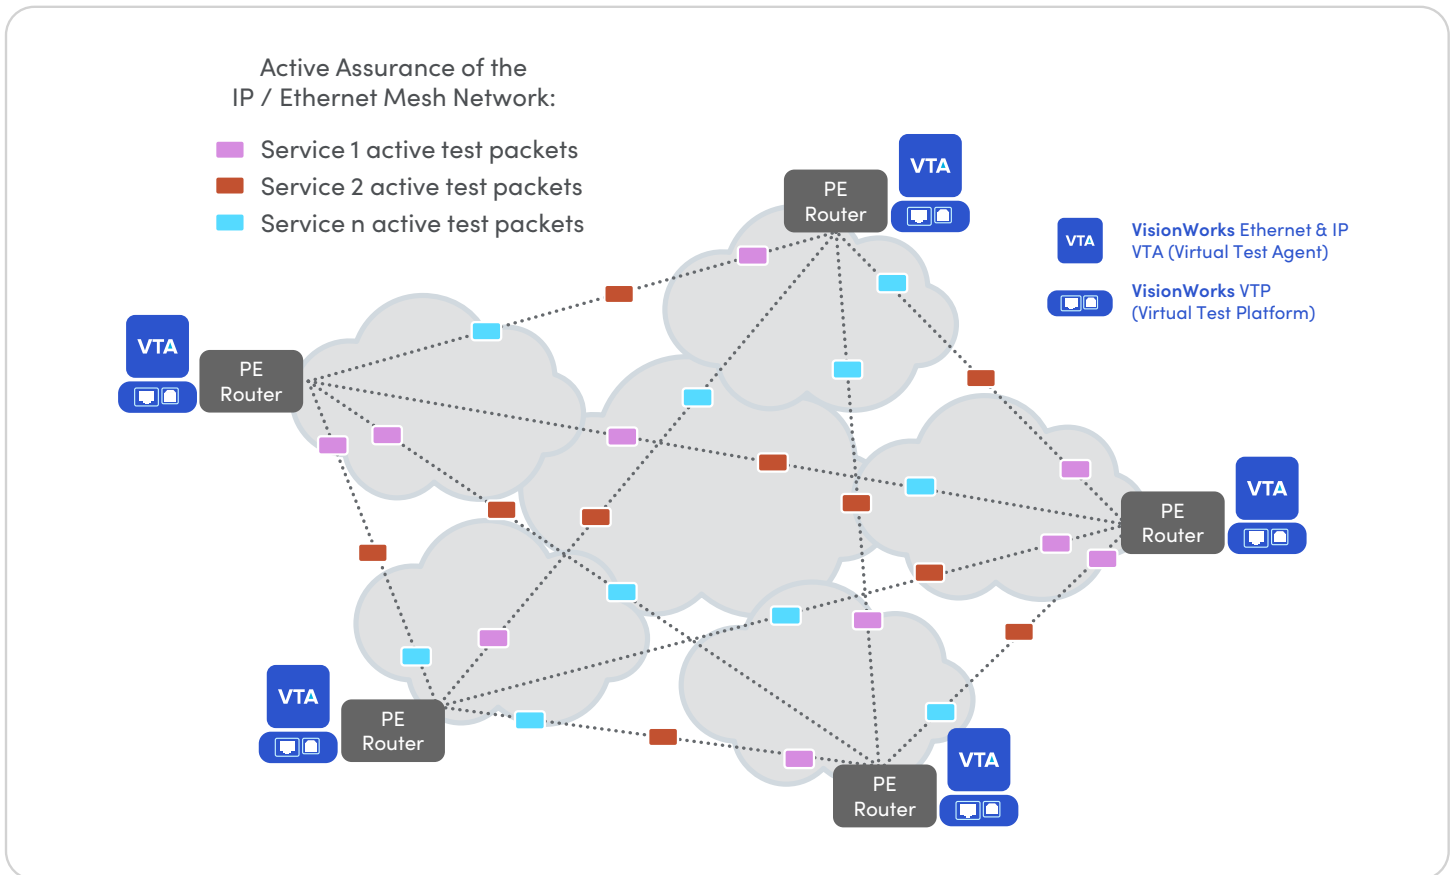 Active Assurance of the
IP / Ethernet Mesh Network:
Service 1 active test packets
Service 2 active test packets
Service n active test packets
VTA
PE
Router
VTA
VisionWorks Ethernet & IP
VTA (Virtual Test Agent)
VisionWorks VTP
(Virtual Test Platform)
VTA
PE
Router
VTA
PE
Router
VTA
PE
Router
VTA
PE
Router